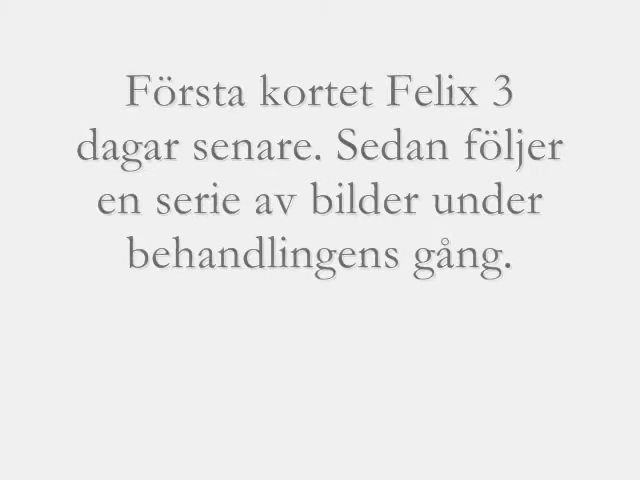 Första kortet Felix 3
dagar senare. Sedan följer
en serie av bilder under
behandlingens gång.